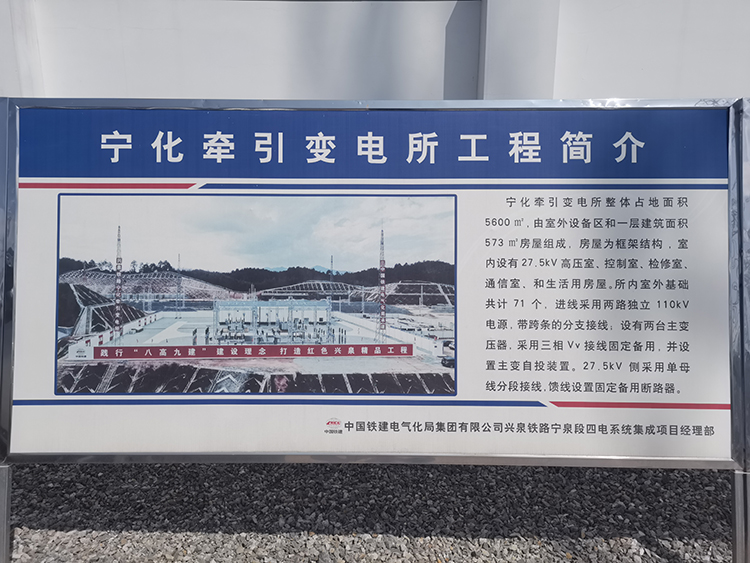 宁化牵引变电所工程简介
宁化牵引变电所整体占地面积
5600㎡,由室外设备区和一层建筑面积
573㎡房屋组成,房屋为框架结构,室
内设有27.5kV高压室、控制室、检修室、
通信室、和生活用房屋。所内室外基础
共计71个,进线采用两路独立110kV
电源,带跨条的分支接线;设有两台主变
压器,采用三相Vv接线固定备用,并设
置主变自投装置。27.5kV侧采用单母
线分段接线,馈线设置固定备用断路器。
践行“八高九建”建设理念 打造红色兴泉精品工程
中国铁建
中国铁建电气化局集团有限公司兴泉铁路宁泉段四电系统集成项目经理部